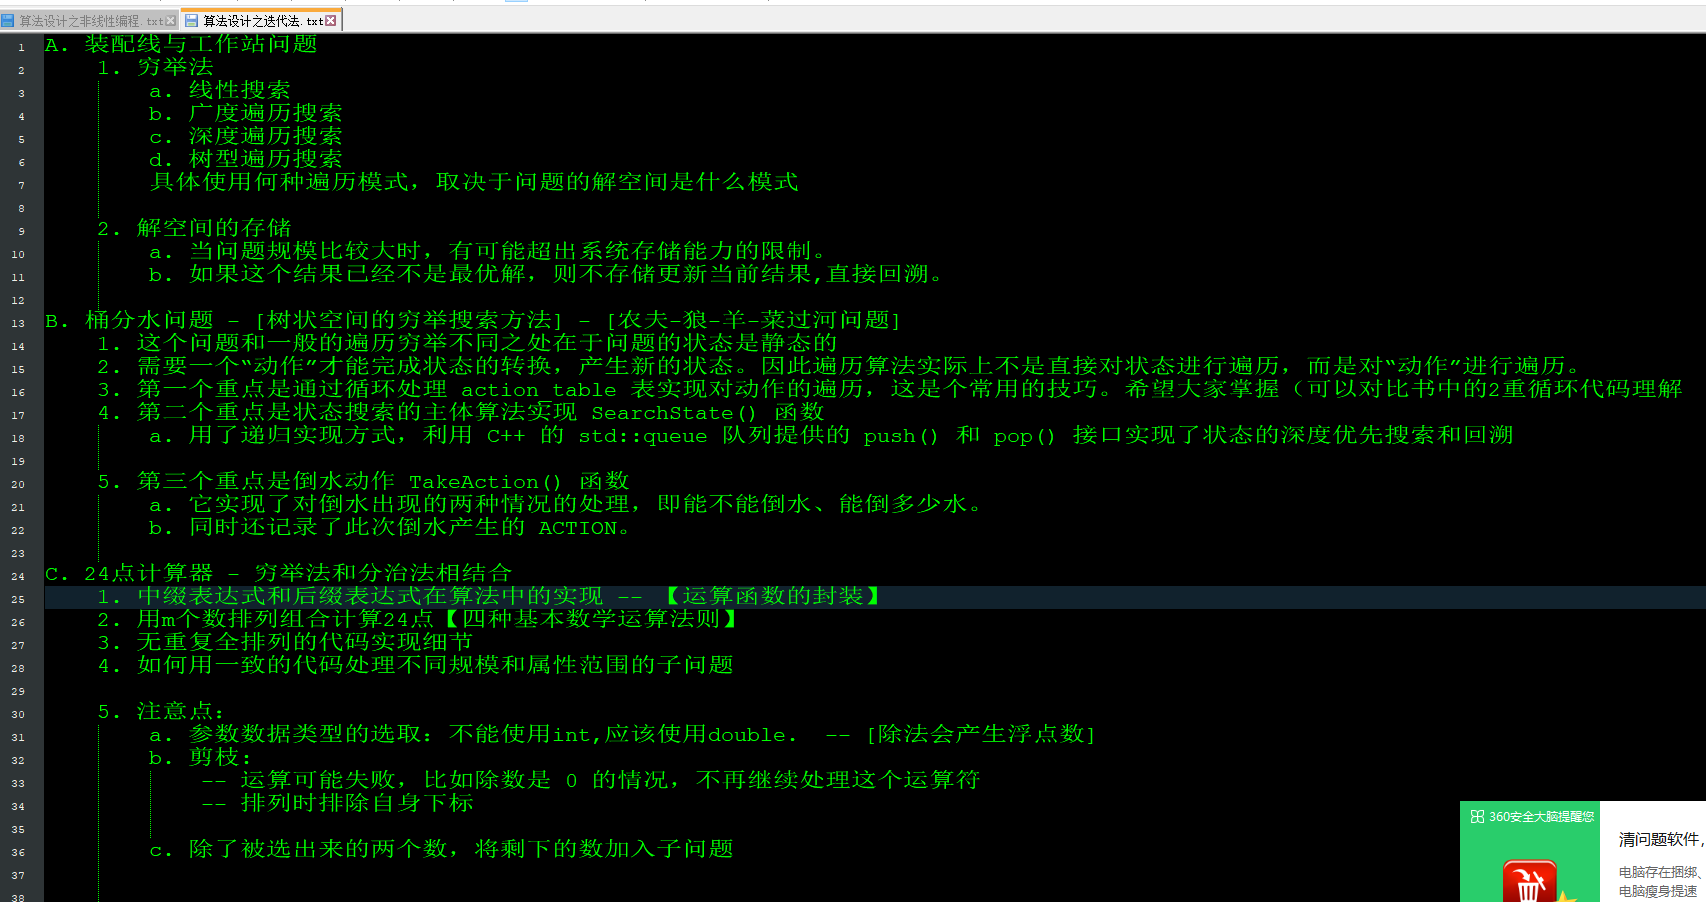 算法设计之非线性编程.txt
算法设计之迭代法.txt
1 A. 装配线与工作站问题
2 1. 穷举法
3 a. 线性搜索
4 b. 广度遍历搜索
5 c. 深度遍历搜索
6 d. 树型遍历搜索
7 具体使用何种遍历模式，取决于问题的解空间是什么模式
8
9 2. 解空间的存储
10 a. 当问题规模比较大时，有可能超出系统存储能力的限制。
11 b. 如果这个结果已经不是最优解，则不存储更新当前结果,直接回溯。
12
13 B. 桶分水问题 - [树状空间的穷举搜索方法] - [农夫-狼-羊-菜过河问题]
14 1. 这个问题和一般的遍历穷举不同之处在于问题的状态是静态的
15 2. 需要一个“动作”才能完成状态的转换，产生新的状态。因此遍历算法实际上不是直接对状态进行遍历，而是对“动作”进行遍历。
16 3. 第一个重点是通过循环处理 action_table 表实现对动作的遍历，这是个常用的技巧。希望大家掌握（可以对比书中的2重循环代码理解
17 4. 第二个重点是状态搜索的主体算法实现 SearchState() 函数
18 a. 用了递归实现方式，利用 C++ 的 std::queue 队列提供的 push() 和 pop() 接口实现了状态的深度优先搜索和回溯
19
20 5. 第三个重点是倒水动作 TakeAction() 函数
21 a. 它实现了对倒水出现的两种情况的处理，即能不能倒水、能倒多少水。
22 b. 同时还记录了此次倒水产生的 ACTION。
23
24 C. 24点计算器 - 穷举法和分治法相结合
25 1. 中缀表达式和后缀表达式在算法中的实现 -- 【运算函数的封装】
26 2. 用m个数排列组合计算24点【四种基本数学运算法则】
27 3. 无重复全排列的代码实现细节
28 4. 如何用一致的代码处理不同规模和属性范围的子问题
29
30 5. 注意点：
31 a. 参数数据类型的选取：不能使用int,应该使用double. -- [除法会产生浮点数]
32 b. 剪枝：
33 -- 运算可能失败，比如除数是 0 的情况，不再继续处理这个运算符
34 -- 排列时排除自身下标
35
36 c. 除了被选出来的两个数，将剩下的数加入子问题
37
38
360安全大脑提醒您
清问题软件，
电脑存在捆绑、
电脑瘦身提速